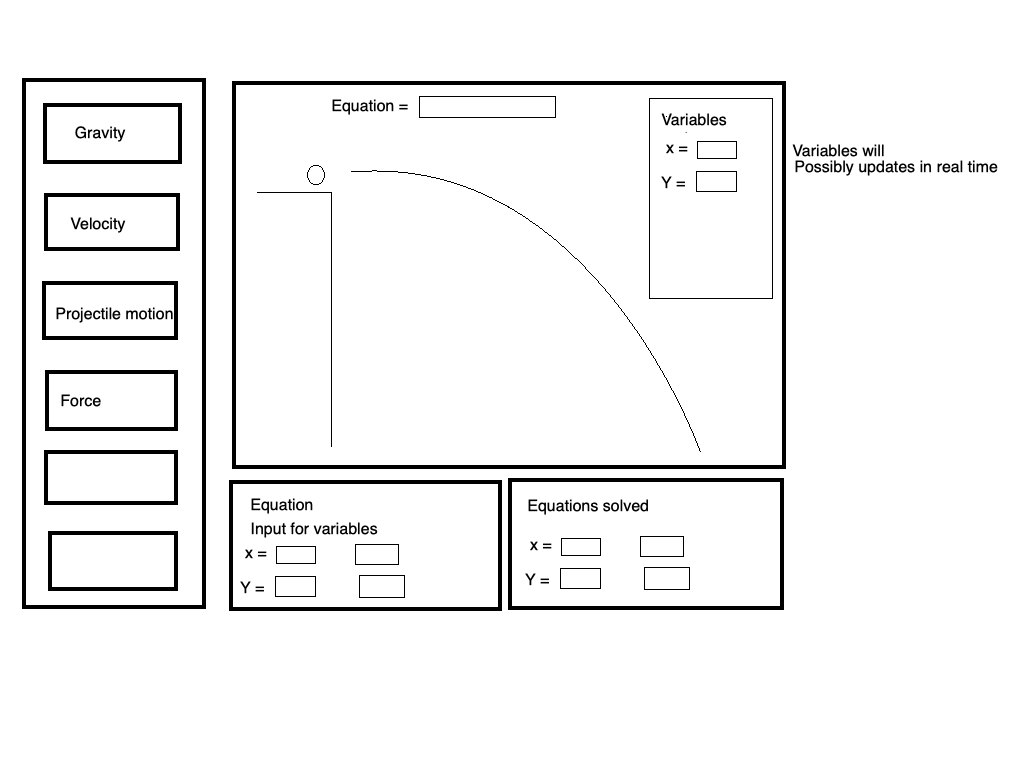 Gravity
Velocity
Projectile motion
Force
Equation =
Variables
x =
Y =
Variables will
Possibly updates in real time
Equation
Input for variables
x =
Y =
Equations solved
x =
Y =